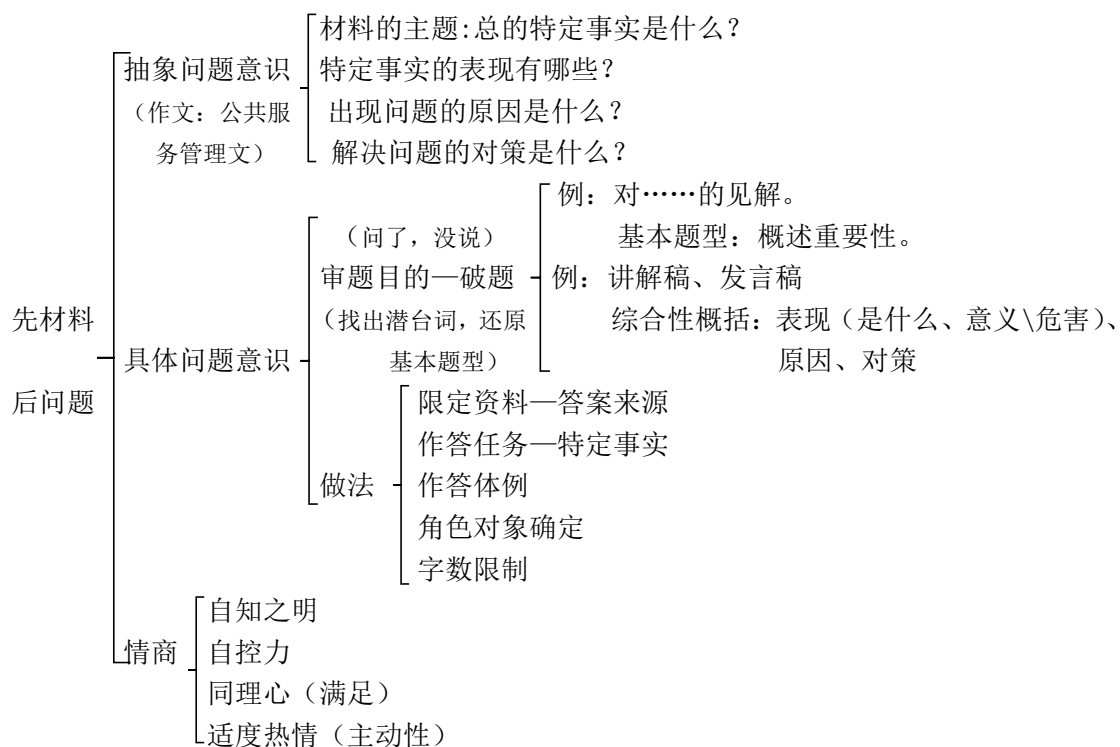 材料的主题:总的特定事实是什么?
抽象问题意识
特定事实的表现有哪些?
(作文:公共服
出现问题的原因是什么?
务管理文)
解决问题的对策是什么?
例:对……的见解。
(问了,没说)
基本题型:概述重要性。
审题目的—破题
例:讲解稿、发言稿
先材料
(找出潜台词,还原
综合性概括:表现(是什么、意义\危害)、
具体问题意识
基本题型)
原因、对策
后问题
限定资料—答案来源
作答任务—特定事实
做法
作答体例
角色对象确定
字数限制
自知之明
情商
自控力
同理心(满足)
适度热情(主动性)